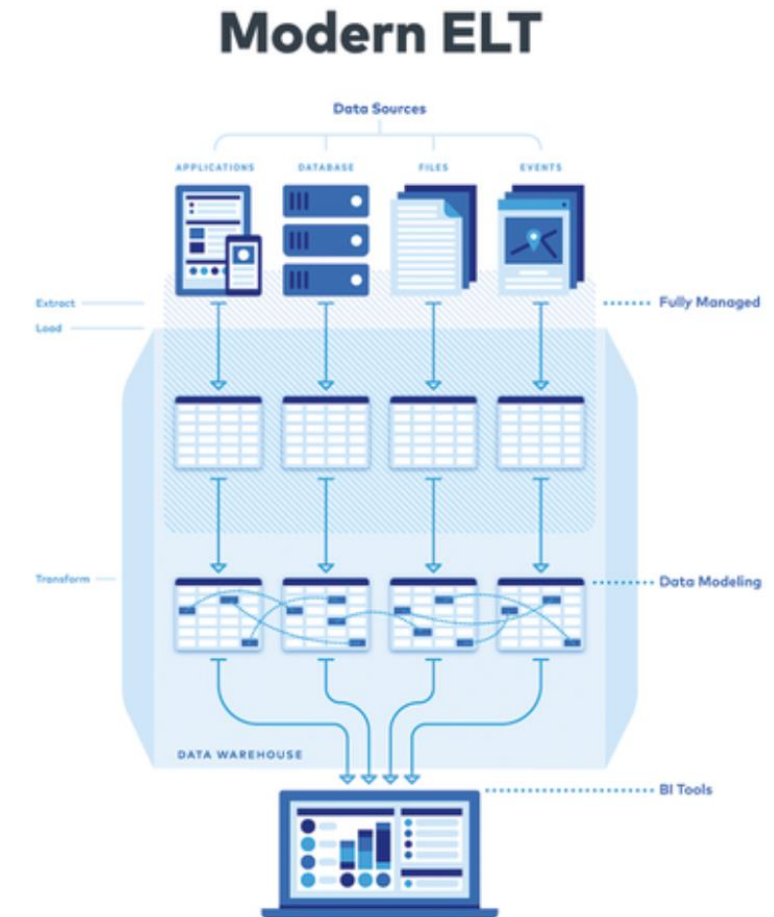 Modern ELT
Data Sources
APPLICATIONS
DATABASE
FILES
EVENTS
Extract
Fully Managed
Load
Transform
Data Modeling
DATA WAREHOUSE
BI Tools